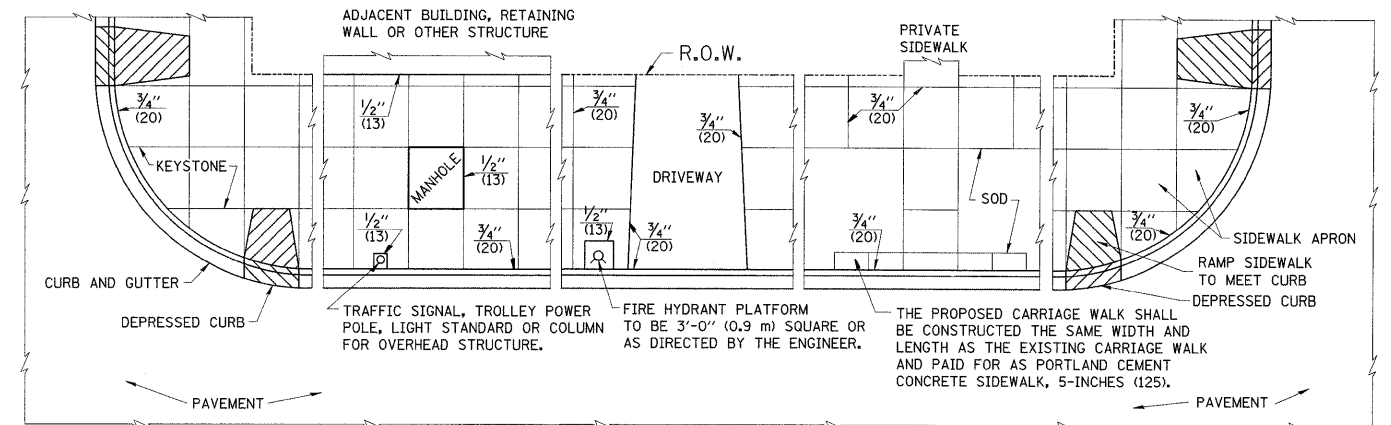 ADJACENT BUILDING, RETAINING
WALL OR OTHER STRUCTURE
R.O.W.
PRIVATE
SIDEWALK
3/4"
(20)
1/2"
(13)
3/4"
(20)
3/4"
(20)
3/4"
(20)
3/4"
(20)
KEYSTONE
MANHOLE
1/2"
(13)
DRIVEWAY
SOD
1/2"
(13)
3/4"
(20)
1/2"
(13)
3/4"
(20)
3/4"
(20)
3/4"
(20)
SIDEWALK APRON
RAMP SIDEWALK
TO MEET CURB
DEPRESSED CURB
CURB AND GUTTER
DEPRESSED CURB
TRAFFIC SIGNAL, TROLLEY POWER
POLE, LIGHT STANDARD OR COLUMN
FOR OVERHEAD STRUCTURE.
FIRE HYDRANT PLATFORM
TO BE 3'-0" (0.9 m) SQUARE OR
AS DIRECTED BY THE ENGINEER.
THE PROPOSED CARRIAGE WALK SHALL
BE CONSTRUCTED THE SAME WIDTH AND
LENGTH AS THE EXISTING CARRIAGE WALK
AND PAID FOR AS PORTLAND CEMENT
CONCRETE SIDEWALK, 5-INCHES (125).
PAVEMENT
PAVEMENT